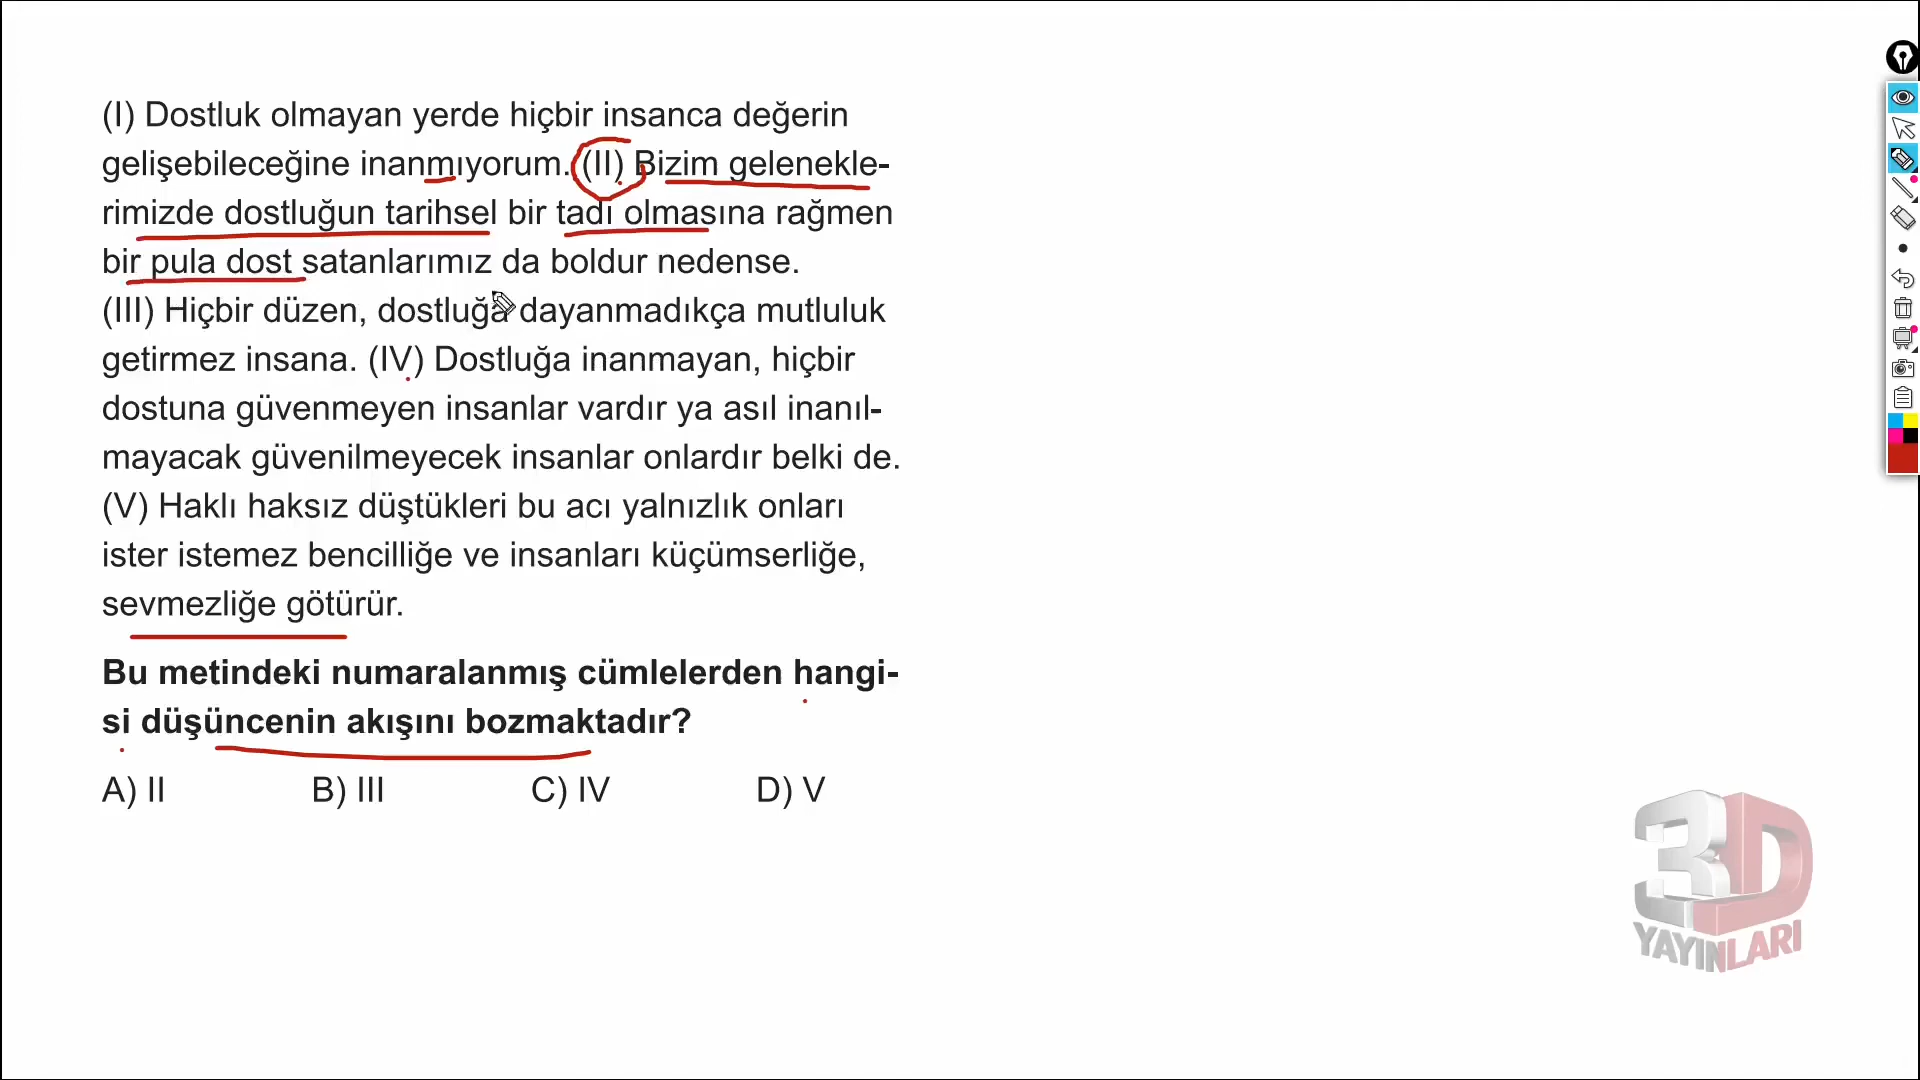 (I) Dostluk olmayan yerde hiçbir insanca değerin
gelişebileceğine inanmıyorum. (II) Bizim gelenekle-
rimizde dostluğun tarihsel bir tadı olmasına rağmen
bir pula dost satanlarımız da boldur nedense.
(III) Hiçbir düzen, dostluğa dayanmadıkça mutluluk
getirmez insana. (IV) Dostluğa inanmayan, hiçbir
dostuna güvenmeyen insanlar vardır ya asıl inanıl-
mayacak güvenilmeyecek insanlar onlardır belki de.
(V) Haklı haksız düştükleri bu acı yalnızlık onları
ister istemez bencilliğe ve insanları küçümserliğe,
sevmezliğe götürür.
Bu metindeki numaralanmış cümlelerden hangi-
si düşüncenin akışını bozmaktadır?
A) II B) III C) IV D) V
3D
YAYINLARI